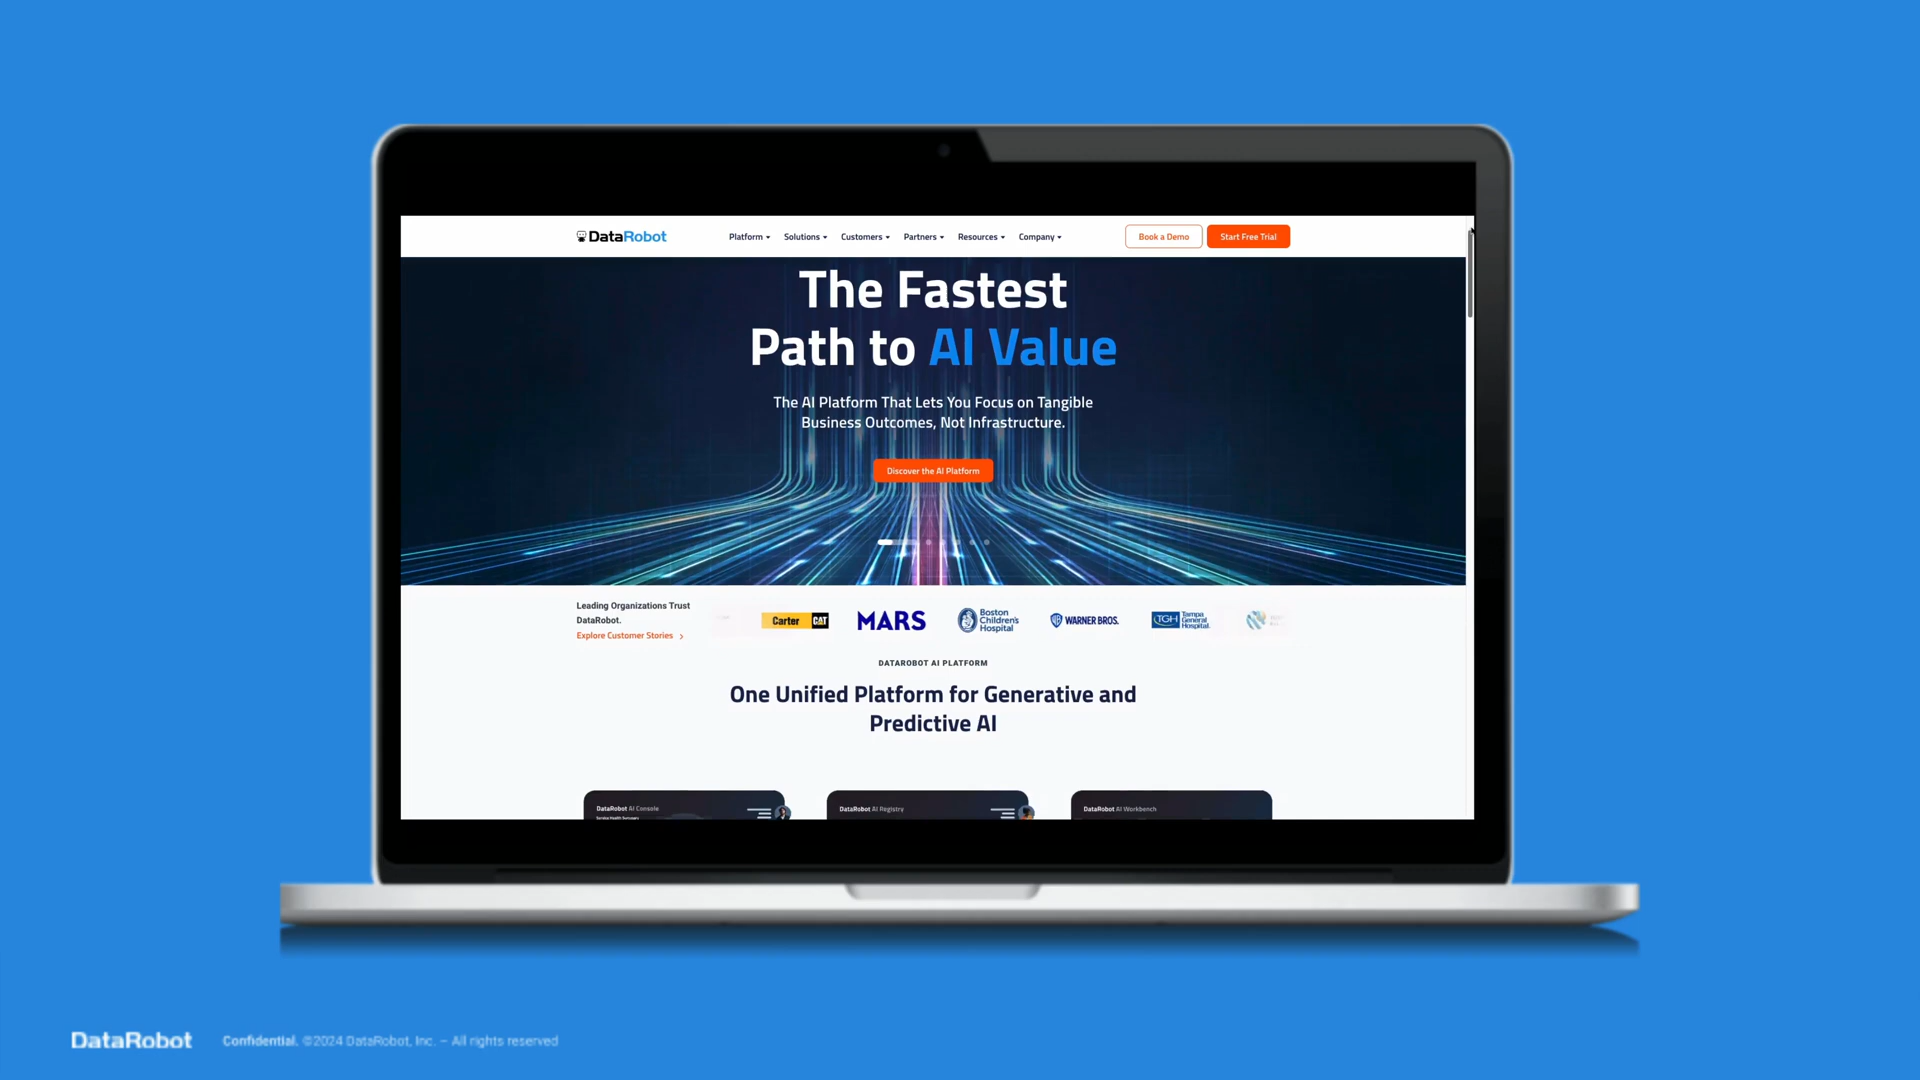 DataRobot
Platform
Solutions
Customers
Partners
Resources
Company
Book a Demo
Start Free Trial
The Fastest
Path to AI Value
The AI Platform That Lets You Focus on Tangible
Business Outcomes, Not Infrastructure.
Discover the AI Platform
Leading Organizations Trust
DataRobot.
Explore Customer Stories
Carter CAT
MARS
Boston
Children's
Hospital
WARNER BROS.
TGH
Tampa
General
Hospital.
DATAROBOT AI PLATFORM
One Unified Platform for Generative and
Predictive AI
DataRobot AI Console
Service Health Summary
DataRobot AI Registry
DataRobot AI Workbench
DataRobot
Confidential. ©2024 DataRobot, Inc. – All rights reserved